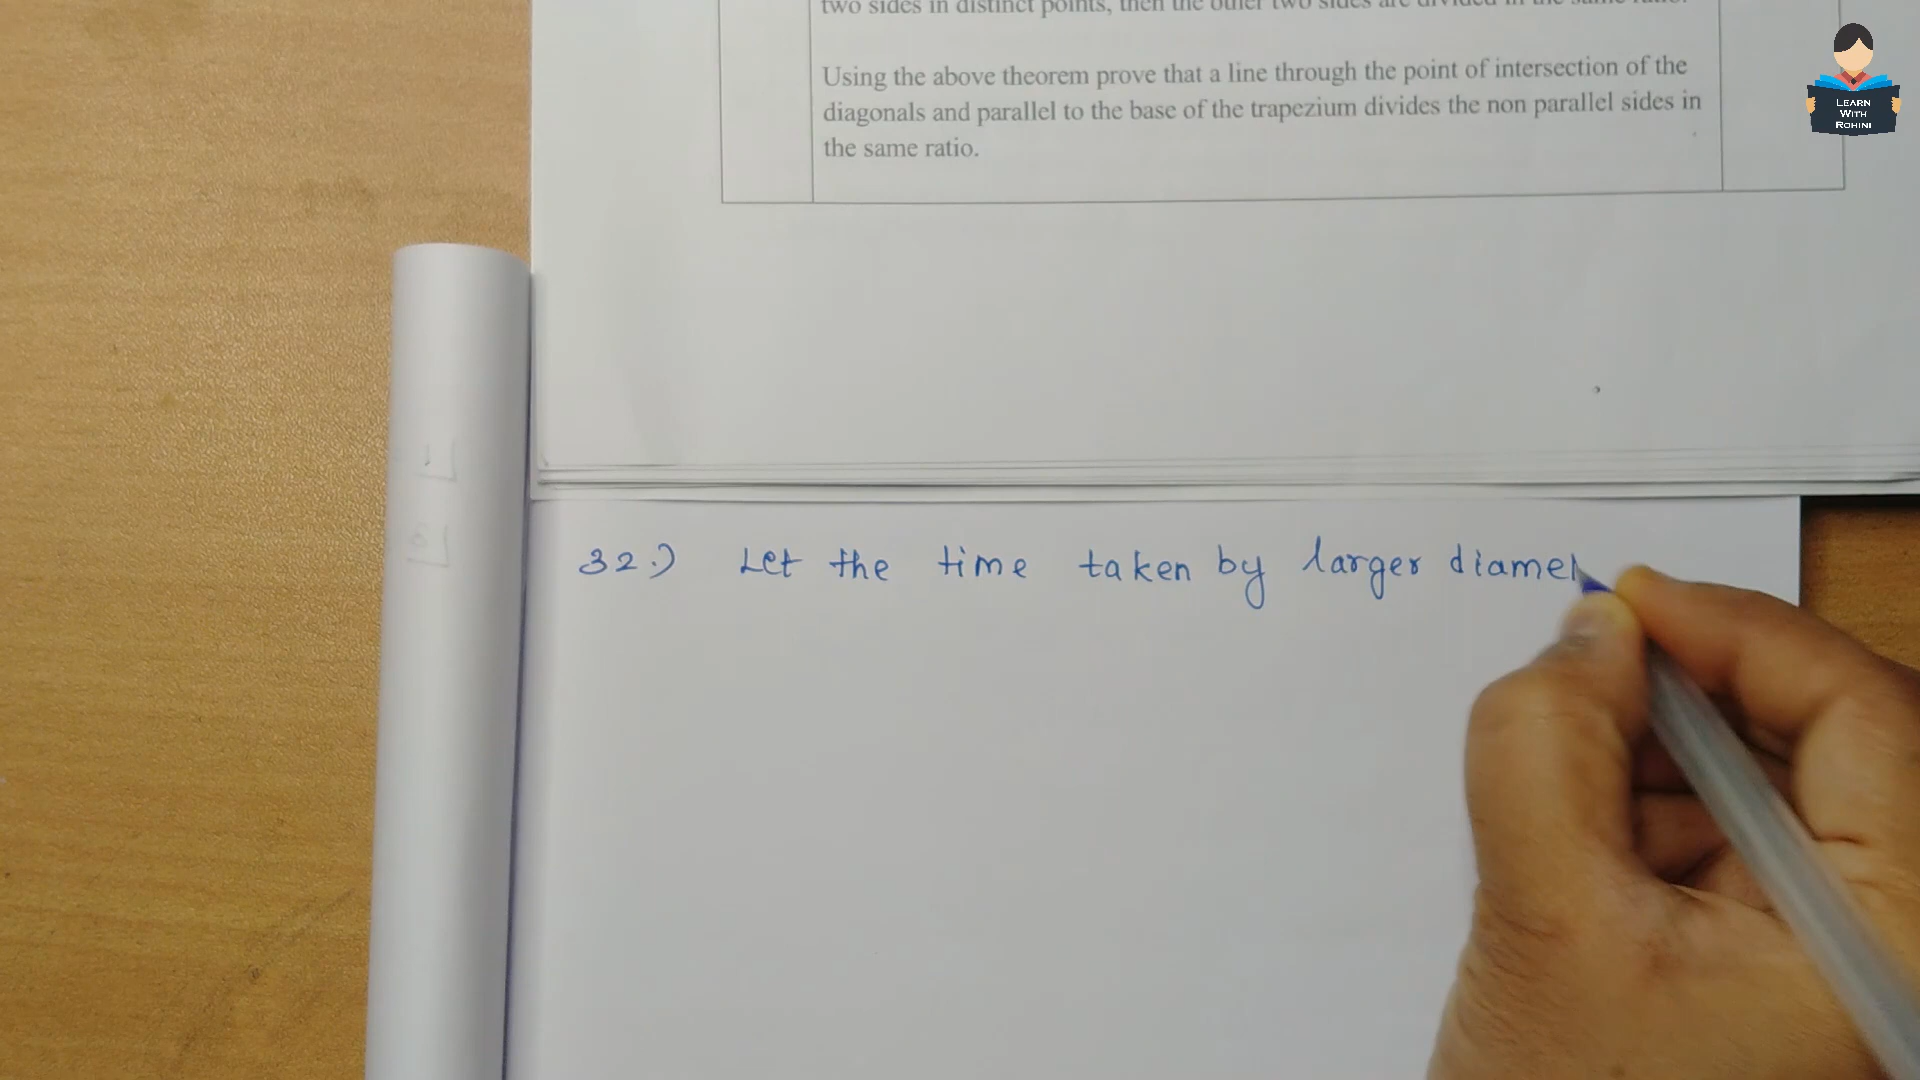 two sides in distinct points, then the other two sides are divided in the same ratio.
Using the above theorem prove that a line through the point of intersection of the
diagonals and parallel to the base of the trapezium divides the non parallel sides in
the same ratio.
LEARN
WITH
ROHINI
32.) Let the time taken by larger diamet